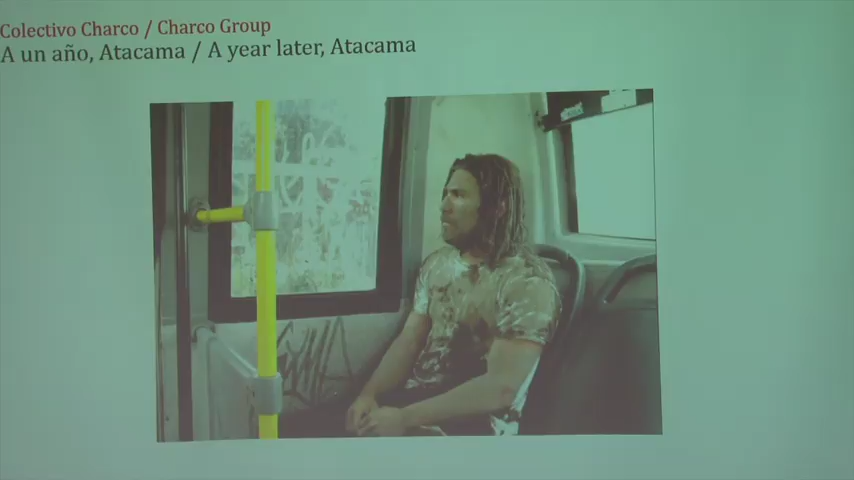 Colectivo Charco / Charco Group
A un año, Atacama / A year later, Atacama